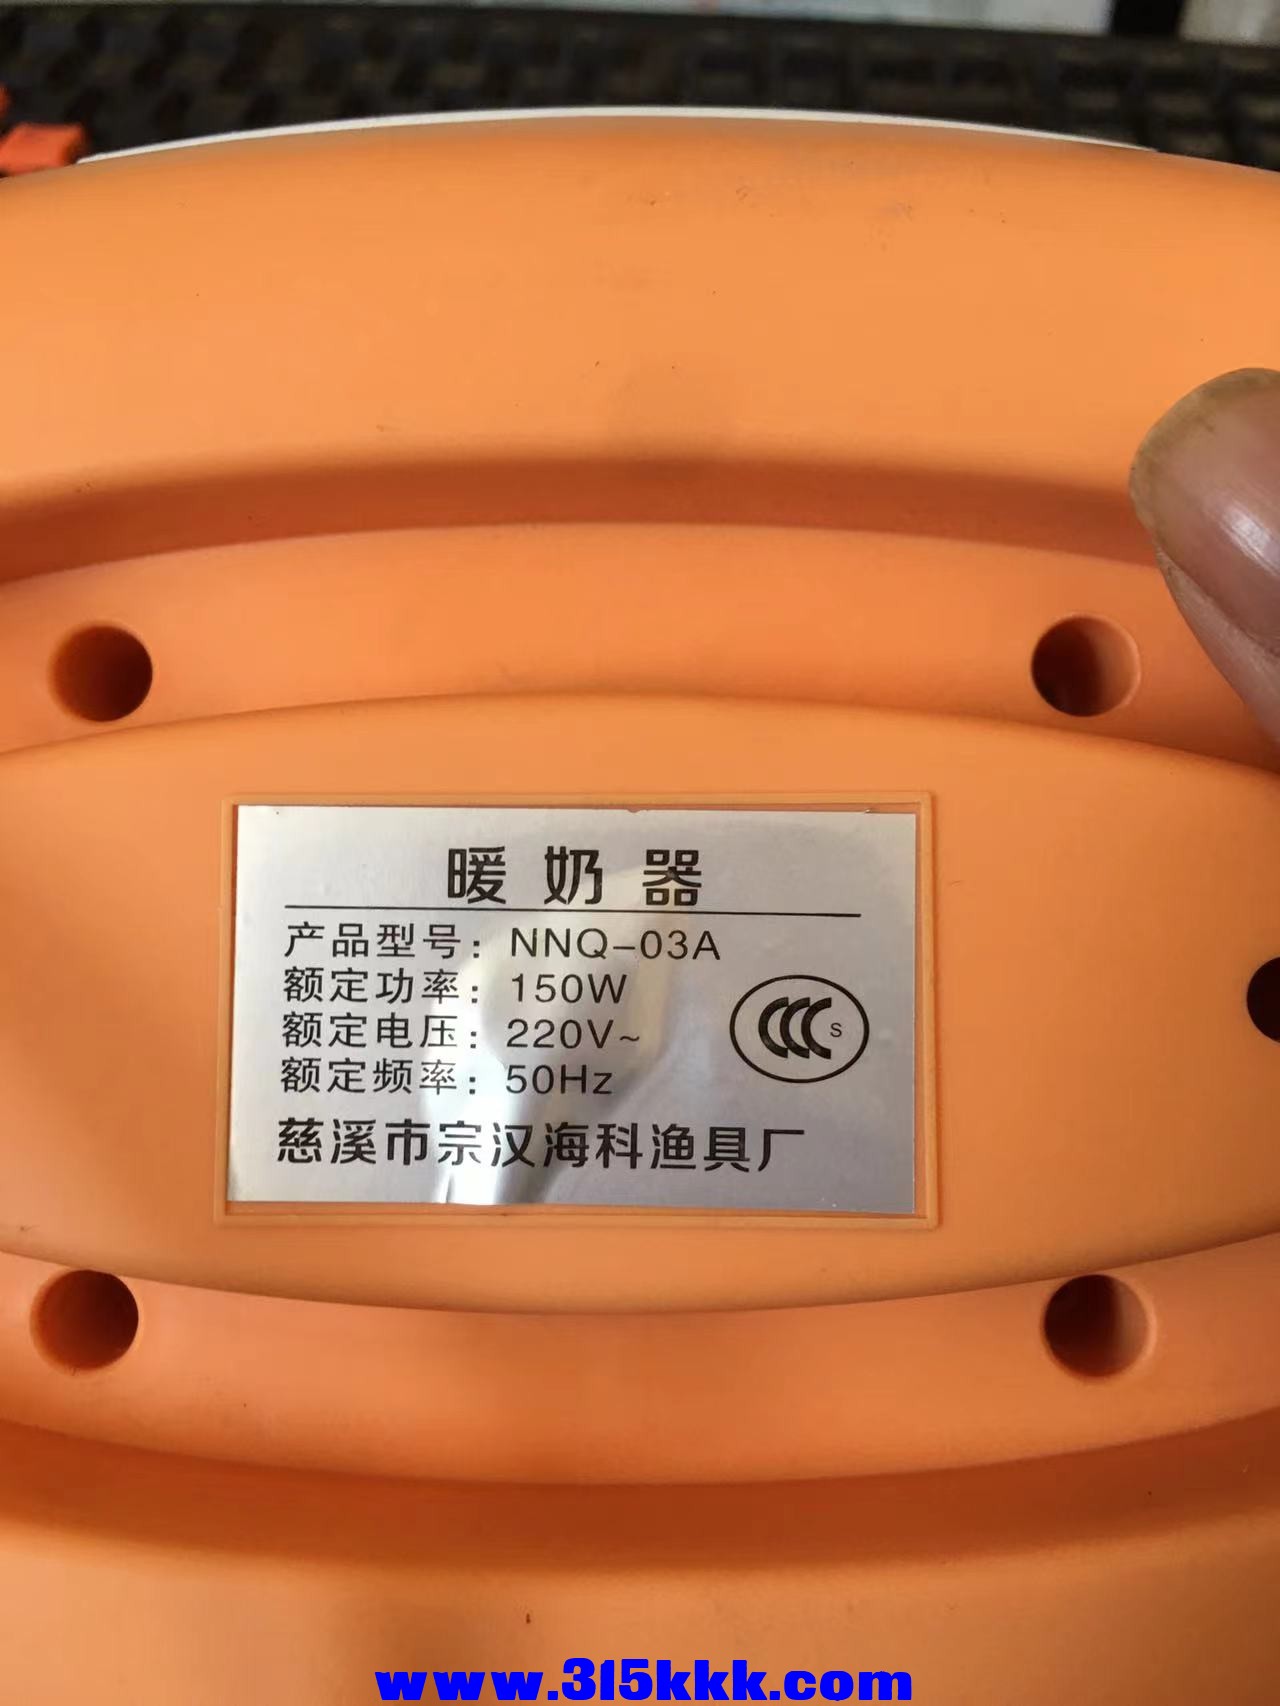 暖奶器
产品型号：NNQ-03A
额定功率：150W
额定电压：220V~
额定频率：50Hz
CCC S
慈溪市宗汉海科渔具厂
www.315kkk.com